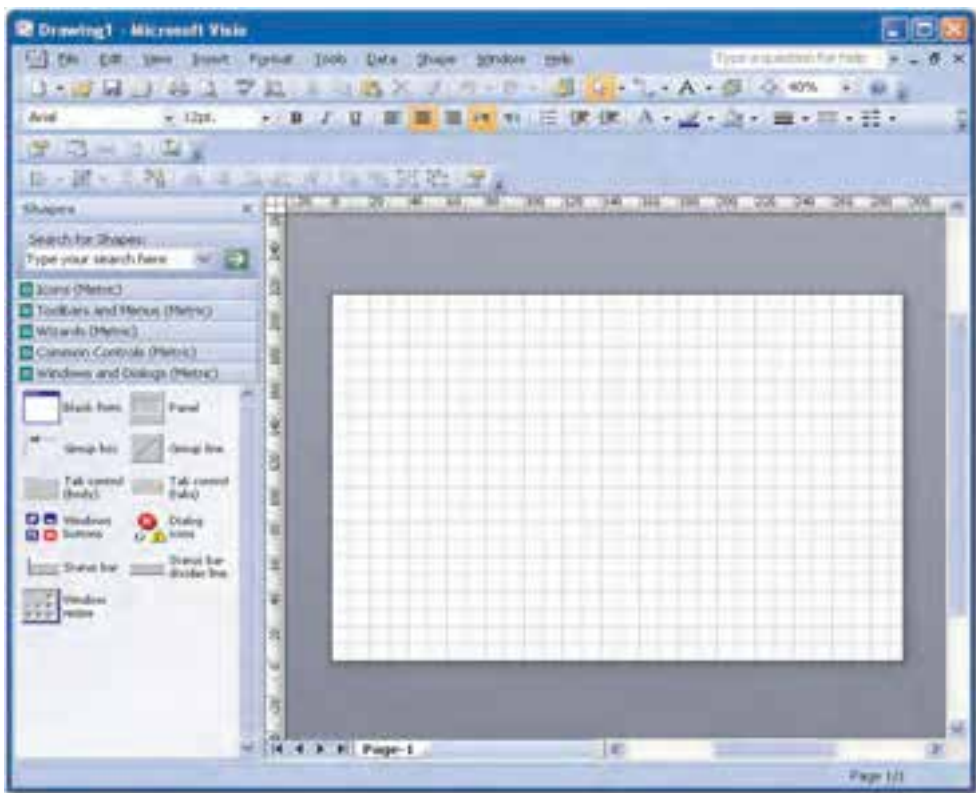 Drawing1 - Microsoft Visio
File Edit View Insert Format Tools Data Shape Window Help Type a question for help
40%
Arial 12pt.
Shapes
Search for Shapes:
Type your search here
Icons (Metric)
Toolbars and Menus (Metric)
Wizards (Metric)
Common Controls (Metric)
Windows and Dialogs (Metric)
Blank form Panel
Group box Group line
Tab control (body) Tab control (tabs)
Windows buttons Dialog icons
Status bar Status bar divider line
Window resize
Page-1
Page 1/1